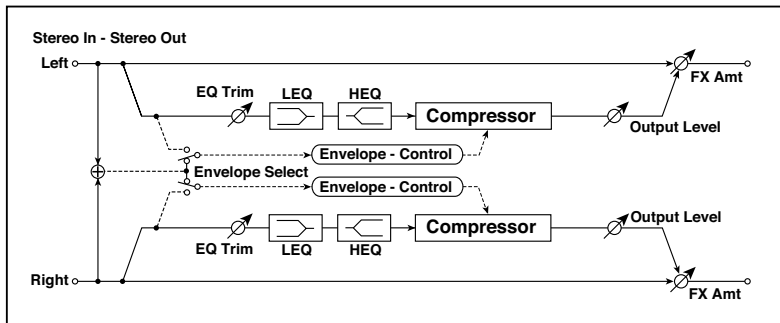 Stereo In - Stereo Out
Left
FX Amt
EQ Trim
LEQ
HEQ
Compressor
Output Level
Envelope - Control
Envelope Select
Envelope - Control
Output Level
EQ Trim
LEQ
HEQ
Compressor
Right
FX Amt